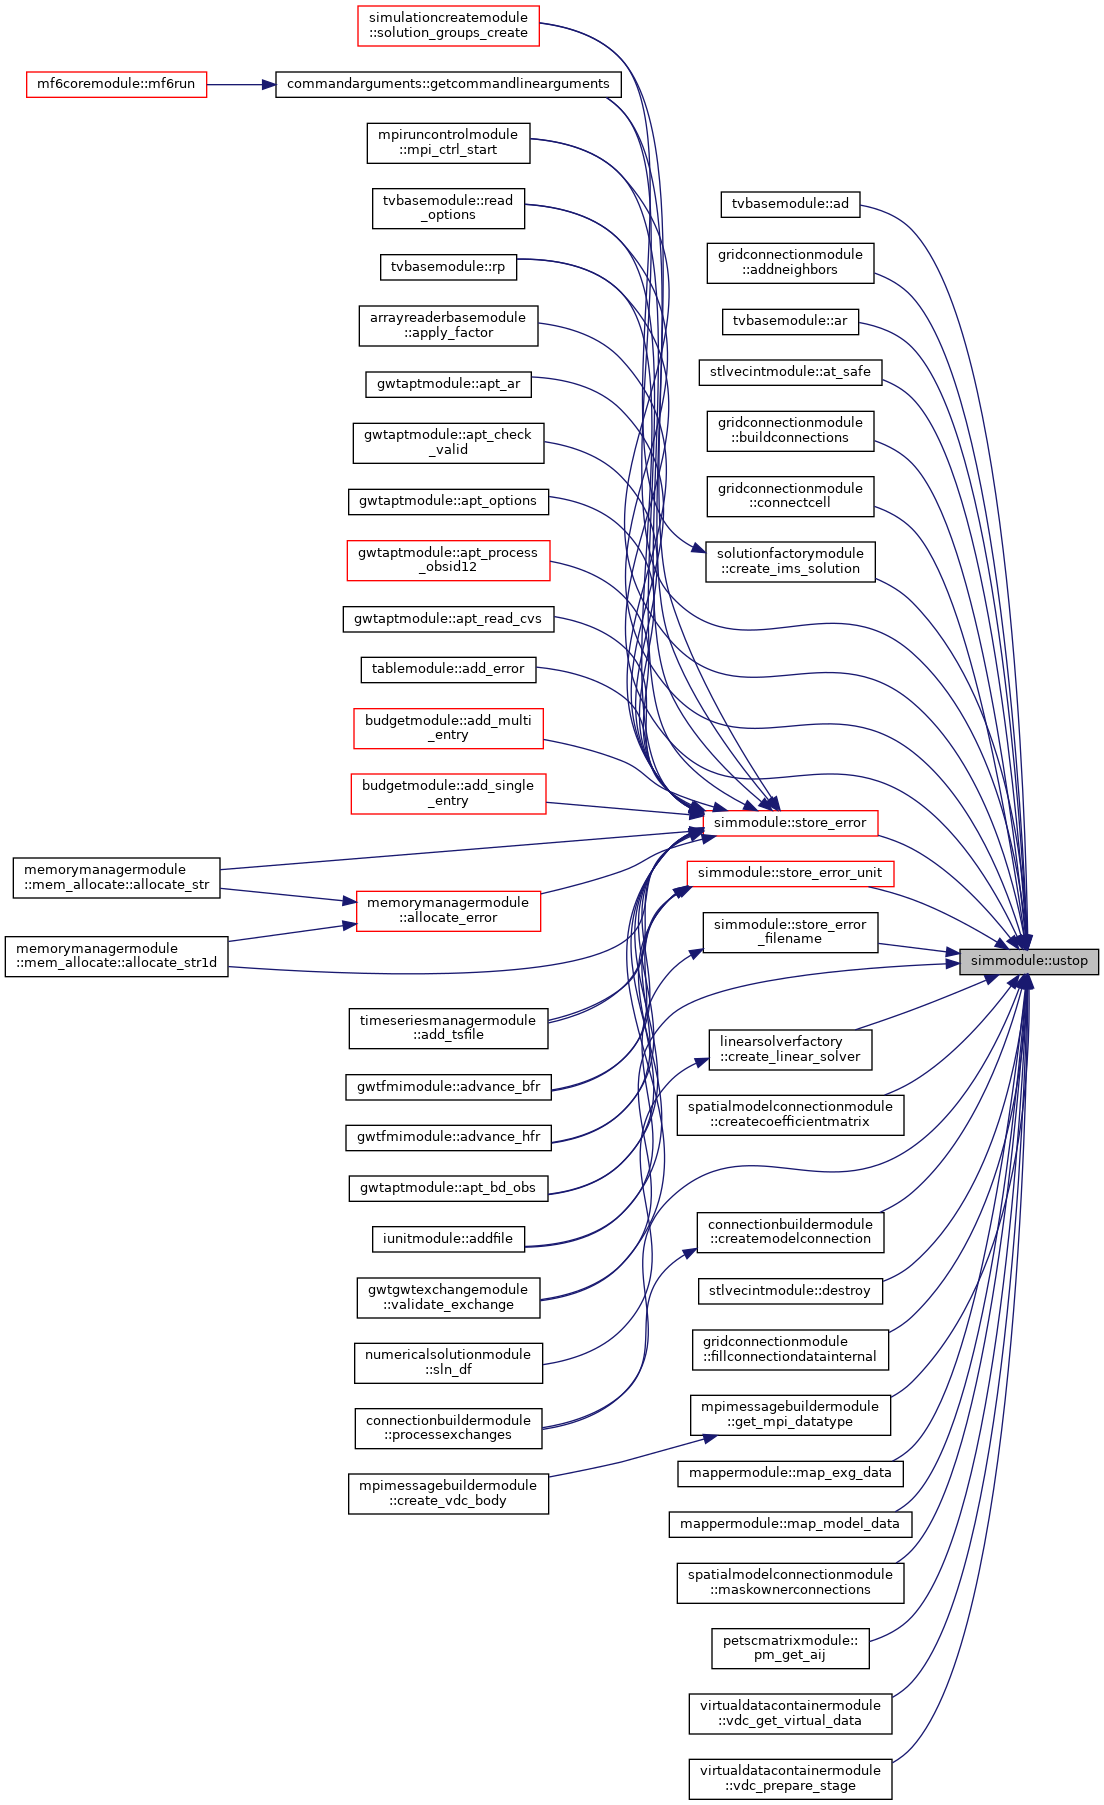 simulationcreatemodule
::solution_groups_create
mf6coremodule::mf6run
commandarguments::getcommandlinearguments
mpiruncontrolmodule
::mpi_ctrl_start
tvbasemodule::read
_options
tvbasemodule::rp
arrayreaderbasemodule
::apply_factor
gwtaptmodule::apt_ar
gwtaptmodule::apt_check
_valid
gwtaptmodule::apt_options
gwtaptmodule::apt_process
_obsid12
gwtaptmodule::apt_read_cvs
tablemodule::add_error
budgetmodule::add_multi
_entry
budgetmodule::add_single
_entry
memorymanagermodule
::mem_allocate::allocate_str
memorymanagermodule
::allocate_error
memorymanagermodule
::mem_allocate::allocate_str1d
timeseriesmanagermodule
::add_tsfile
gwtfmimodule::advance_bfr
gwtfmimodule::advance_hfr
gwtaptmodule::apt_bd_obs
iunitmodule::addfile
gwtgwtexchangemodule
::validate_exchange
numericalsolutionmodule
::sln_df
connectionbuildermodule
::processexchanges
mpimessagebuildermodule
::create_vdc_body
tvbasemodule::ad
gridconnectionmodule
::addneighbors
tvbasemodule::ar
stlvecintmodule::at_safe
gridconnectionmodule
::buildconnections
gridconnectionmodule
::connectcell
solutionfactorymodule
::create_ims_solution
simmodule::store_error
simmodule::store_error_unit
simmodule::store_error
_filename
linearsolverfactory
::create_linear_solver
spatialmodelconnectionmodule
::createcoefficientmatrix
connectionbuildermodule
::createmodelconnection
stlvecintmodule::destroy
gridconnectionmodule
::fillconnectiondatainternal
mpimessagebuildermodule
::get_mpi_datatype
mappermodule::map_exg_data
mappermodule::map_model_data
spatialmodelconnectionmodule
::maskownerconnections
petscmatrixmodule::
pm_get_aij
virtualdatacontainermodule
::vdc_get_virtual_data
virtualdatacontainermodule
::vdc_prepare_stage
simmodule::ustop